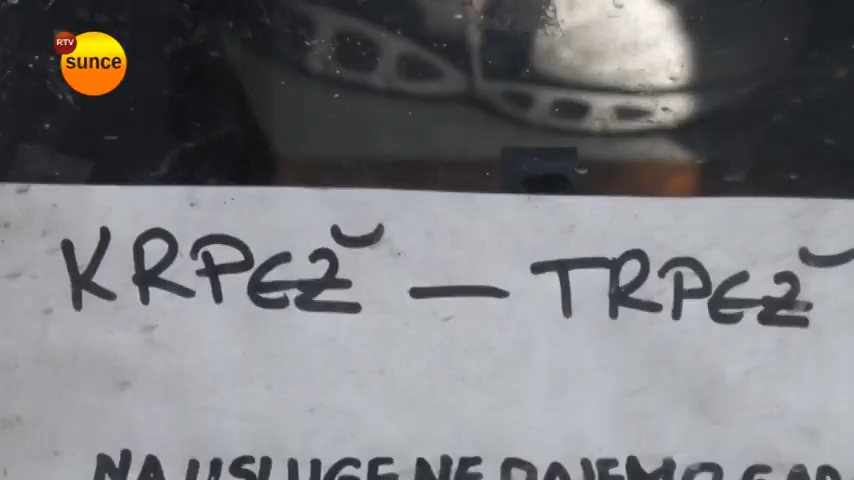 RTV
sunce
KRPEŽ – TRPEŽ
NA USLUGE NE DAJEMO